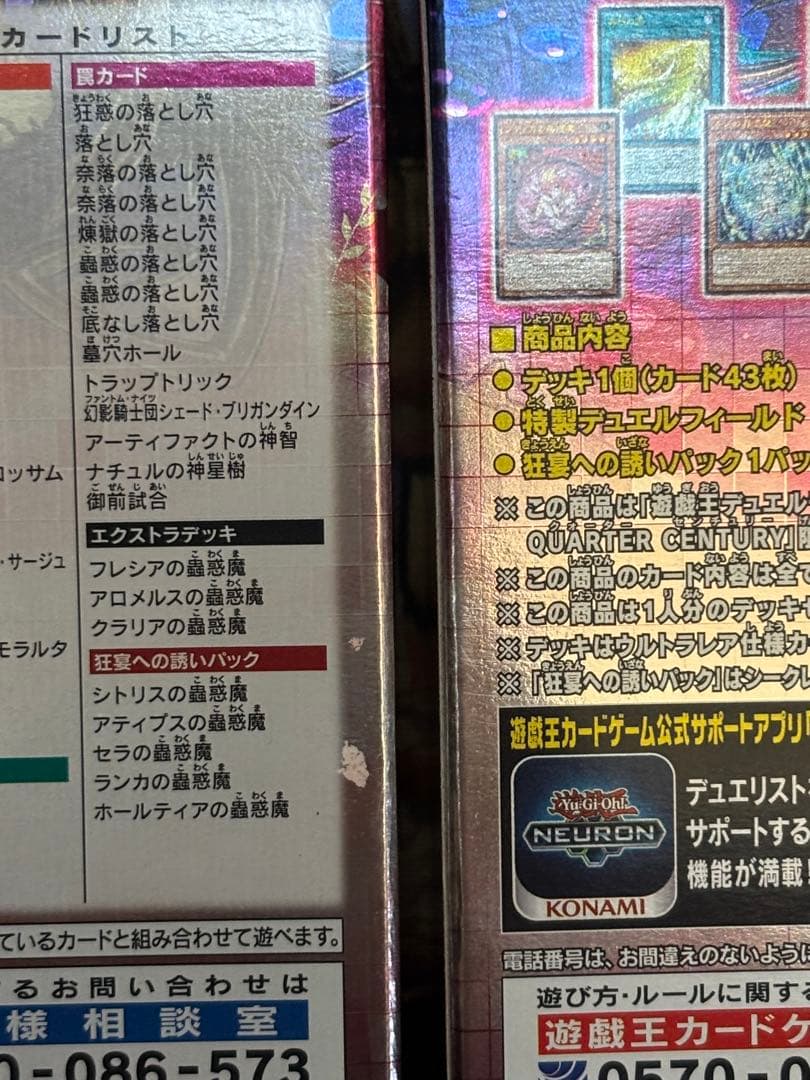 カードリスト
罠カード
狂惑の落とし穴
落とし穴
奈落の落とし穴
奈落の落とし穴
煉獄の落とし穴
蟲惑の落とし穴
蟲惑の落とし穴
底なし落とし穴
墓穴ホール
トラップトリック
幻影騎士団シェード・ブリガンダイン
アーティファクトの神智
ロッサム
ナチュルの神星樹
御前試合
エクストラデッキ
・サージュ
フレシアの蟲惑魔
アロメルスの蟲惑魔
クラリアの蟲惑魔
モラルタ
狂宴への誘いパック
シトリスの蟲惑魔
アティプスの蟲惑魔
セラの蟲惑魔
ランカの蟲惑魔
ホールティアの蟲惑魔
ているカードと組み合わせて遊べます。
するお問い合わせは
様相談室
0-086-573
■商品内容
●デッキ1個(カード43枚)
●特製デュエルフィールド
●狂宴への誘いパック1パッ
※この商品は「遊戯王デュエル
QUARTER CENTURY」限
※この商品のカード内容は全て
※この商品は1人分のデッキ
※デッキはウルトラレア仕様カー
※「狂宴への誘いパック」はシークレ
遊戯王カードゲーム公式サポートアプリ
Yu-Gi-Oh!
NEURON
KONAMI
デュエリスト
サポートする
機能が満載!
電話番号は、お間違えのないように
遊び方・ルールに関する
遊戯王カードク
0570-0